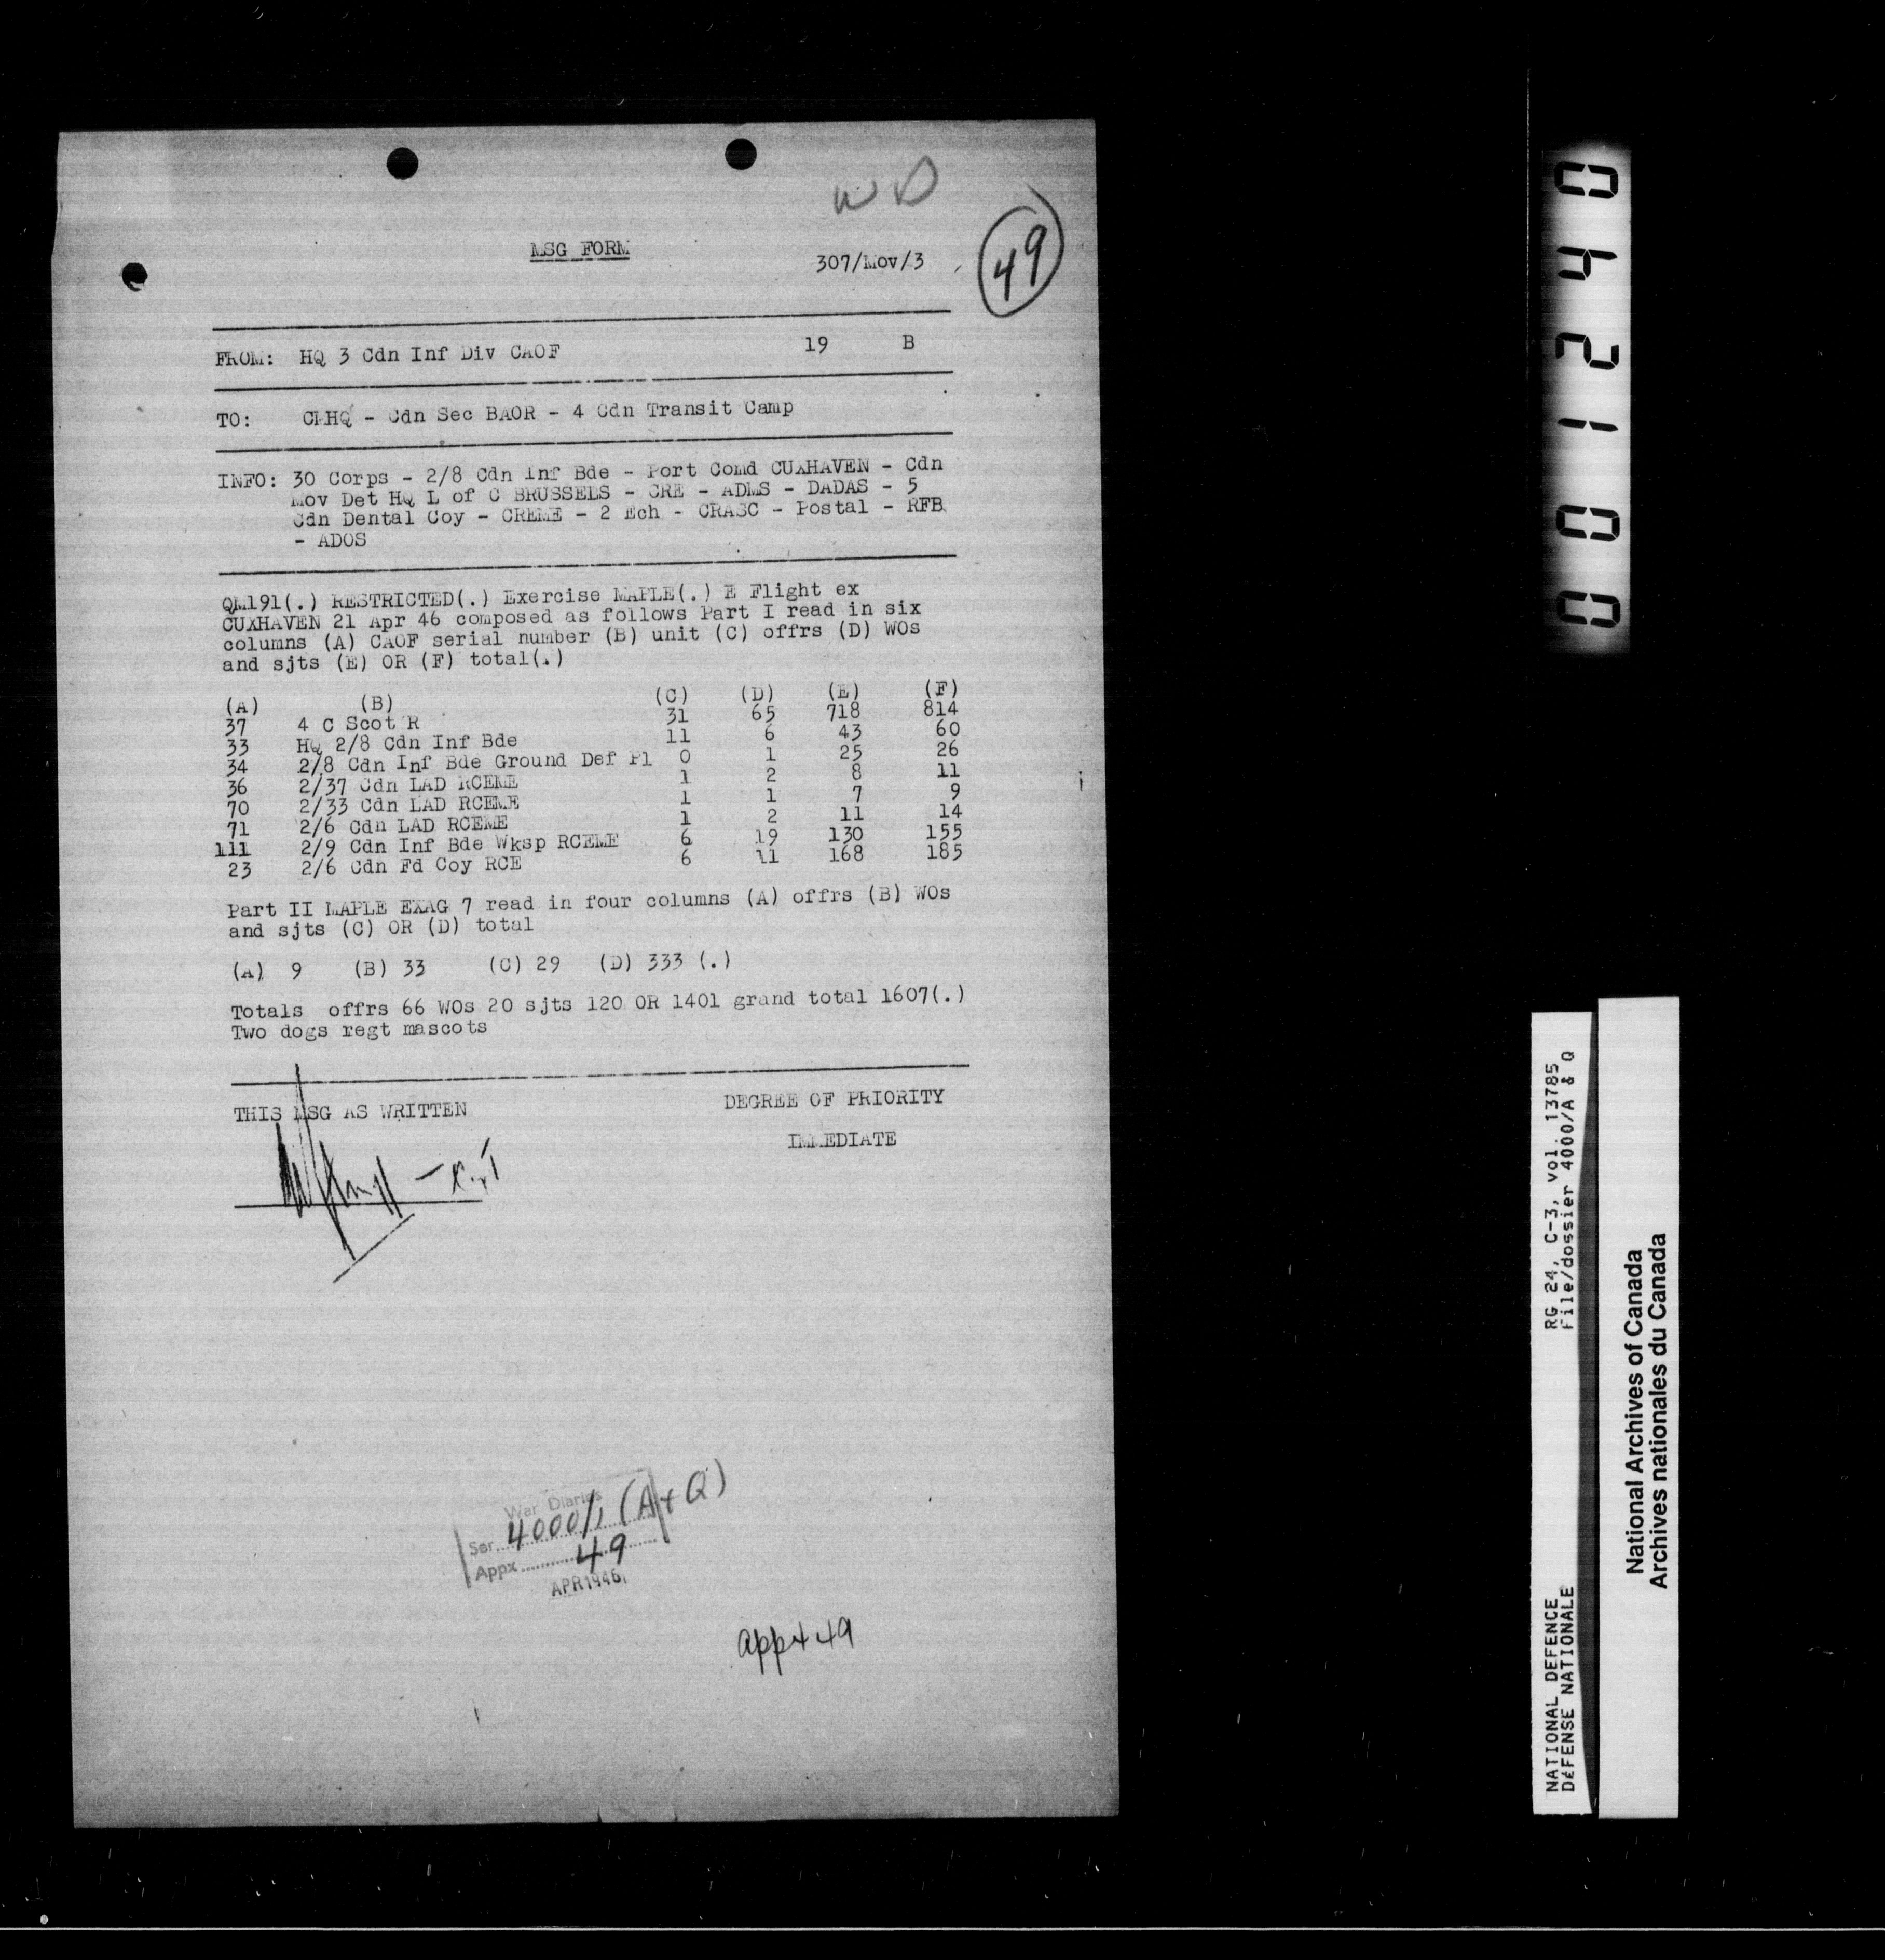 WD
MSG FORM
307/Mov/3
49
FROM: HQ 3 Cdn Inf Div CAOF 19 B
TO: CMHQ - Cdn Sec BAOR - 4 Cdn Transit Camp
INFO: 30 Corps - 2/8 Cdn Inf Bde - Port Comd CUXHAVEN - Cdn
Mov Det HQ L of C BRUSSELS - CRE - ADMS - DADAS - 5
Cdn Dental Coy - CREME - 2 Ech - CRASC - Postal - RFB
- ADOS
QM191(.) RESTRICTED(.) Exercise MAPLE(.) E Flight ex
CUXHAVEN 21 Apr 46 composed as follows Part I read in six
columns (A) CAOF serial number (B) unit (C) offrs (D) WOs
and sjts (E) OR (F) total(.)
(A) (B) (C) (D) (E) (F)
37 4 C Scot R 31 65 718 814
33 HQ 2/8 Cdn Inf Bde 11 6 43 60
34 2/8 Cdn Inf Bde Ground Def Pl 0 1 25 26
36 2/37 Cdn LAD RCEME 1 2 8 11
70 2/33 Cdn LAD RCEME 1 1 7 9
71 2/6 Cdn LAD RCEME 1 2 11 14
111 2/9 Cdn Inf Bde Wksp RCEME 6 19 130 155
23 2/6 Cdn Fd Coy RCE 6 11 168 185
Part II MAPLE EXAG 7 read in four columns (A) offrs (B) WOs
and sjts (C) OR (D) total
(A) 9 (B) 33 (C) 29 (D) 333 (.)
Totals offrs 66 WOs 20 sjts 120 OR 1401 grand total 1607(.)
Two dogs regt mascots
THIS MSG AS WRITTEN DEGREE OF PRIORITY
IMMEDIATE
War Diaries
Ser. 4000/1 (A+Q)
Appx 49
APR 1946
appx 49
001240
RG 24, C-3, vol. 13785
File/dossier 4000/A & Q
NATIONAL DEFENCE
DÉFENSE NATIONALE
National Archives of Canada
Archives nationales du Canada